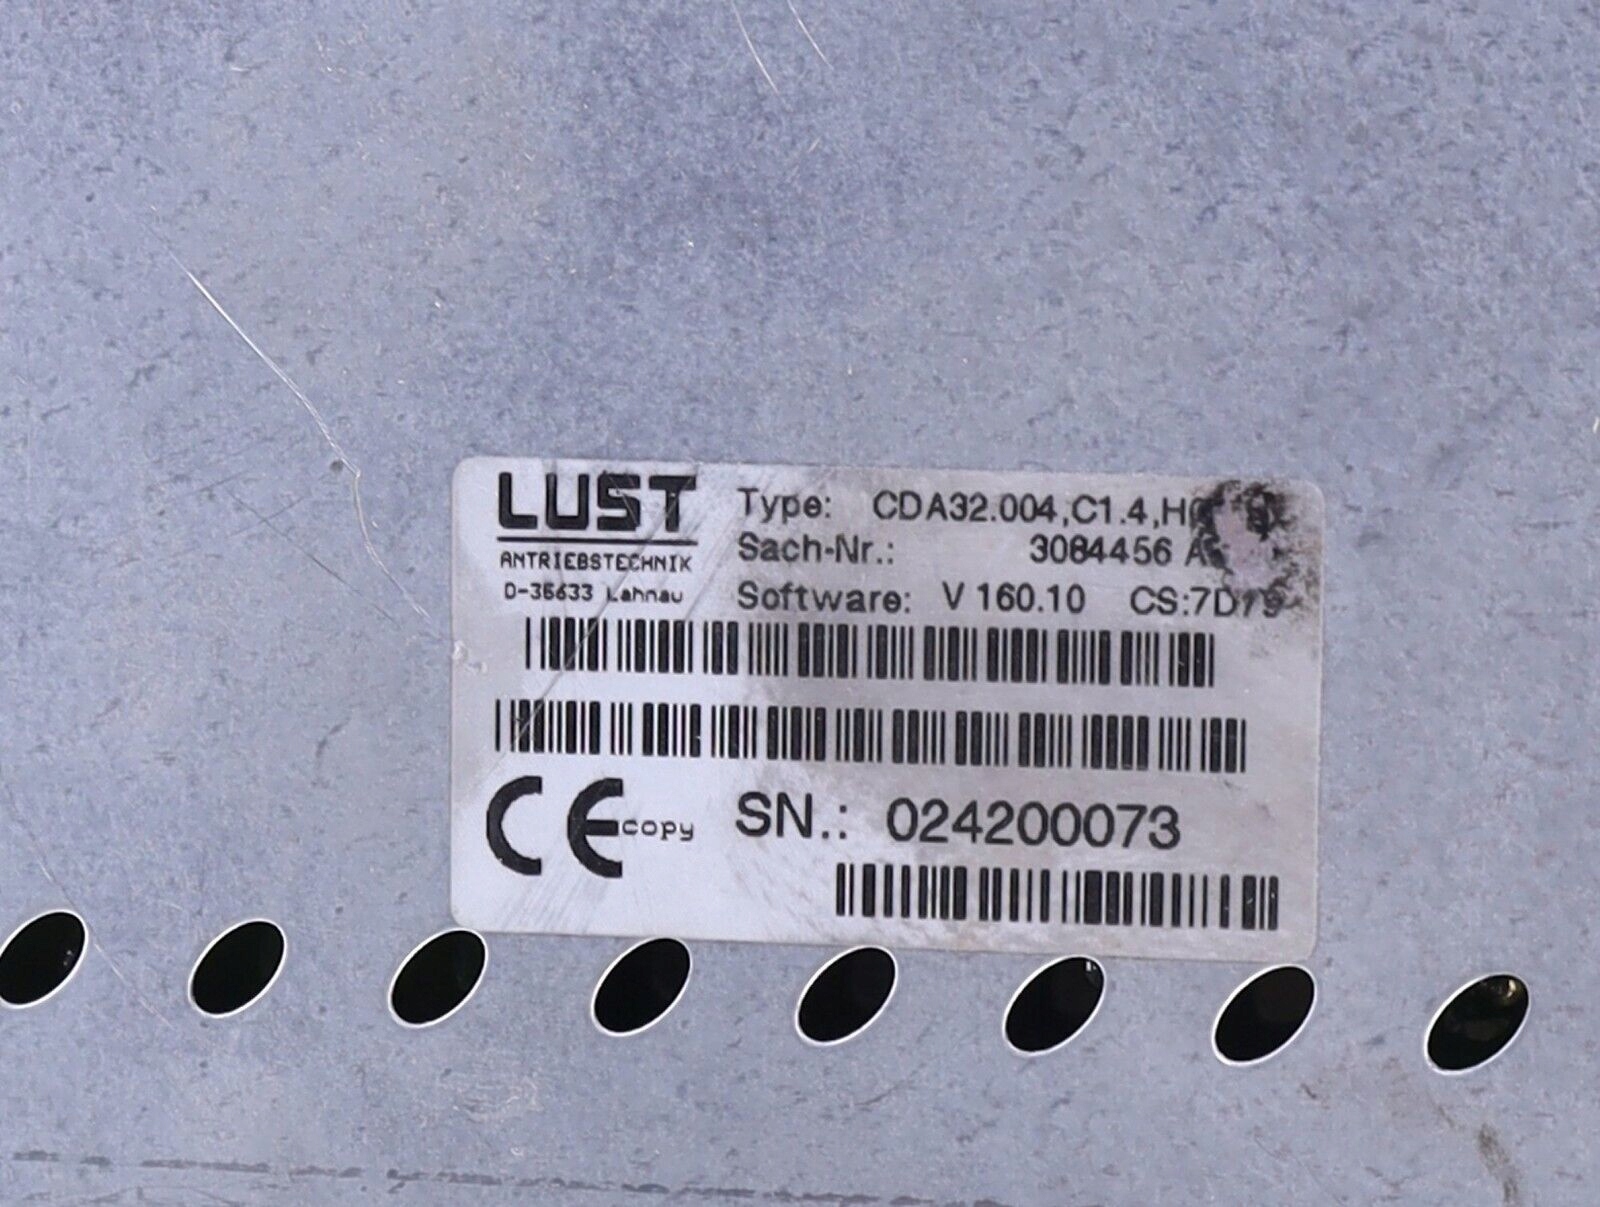 LUST
ANTRIEBSTECHNIK
D-35633 Lahnau
Type: CDA32.004,C1.4,H
Sach-Nr.: 3084456
Software: V 160.10 CS:7D79
CE copy SN.: 024200073